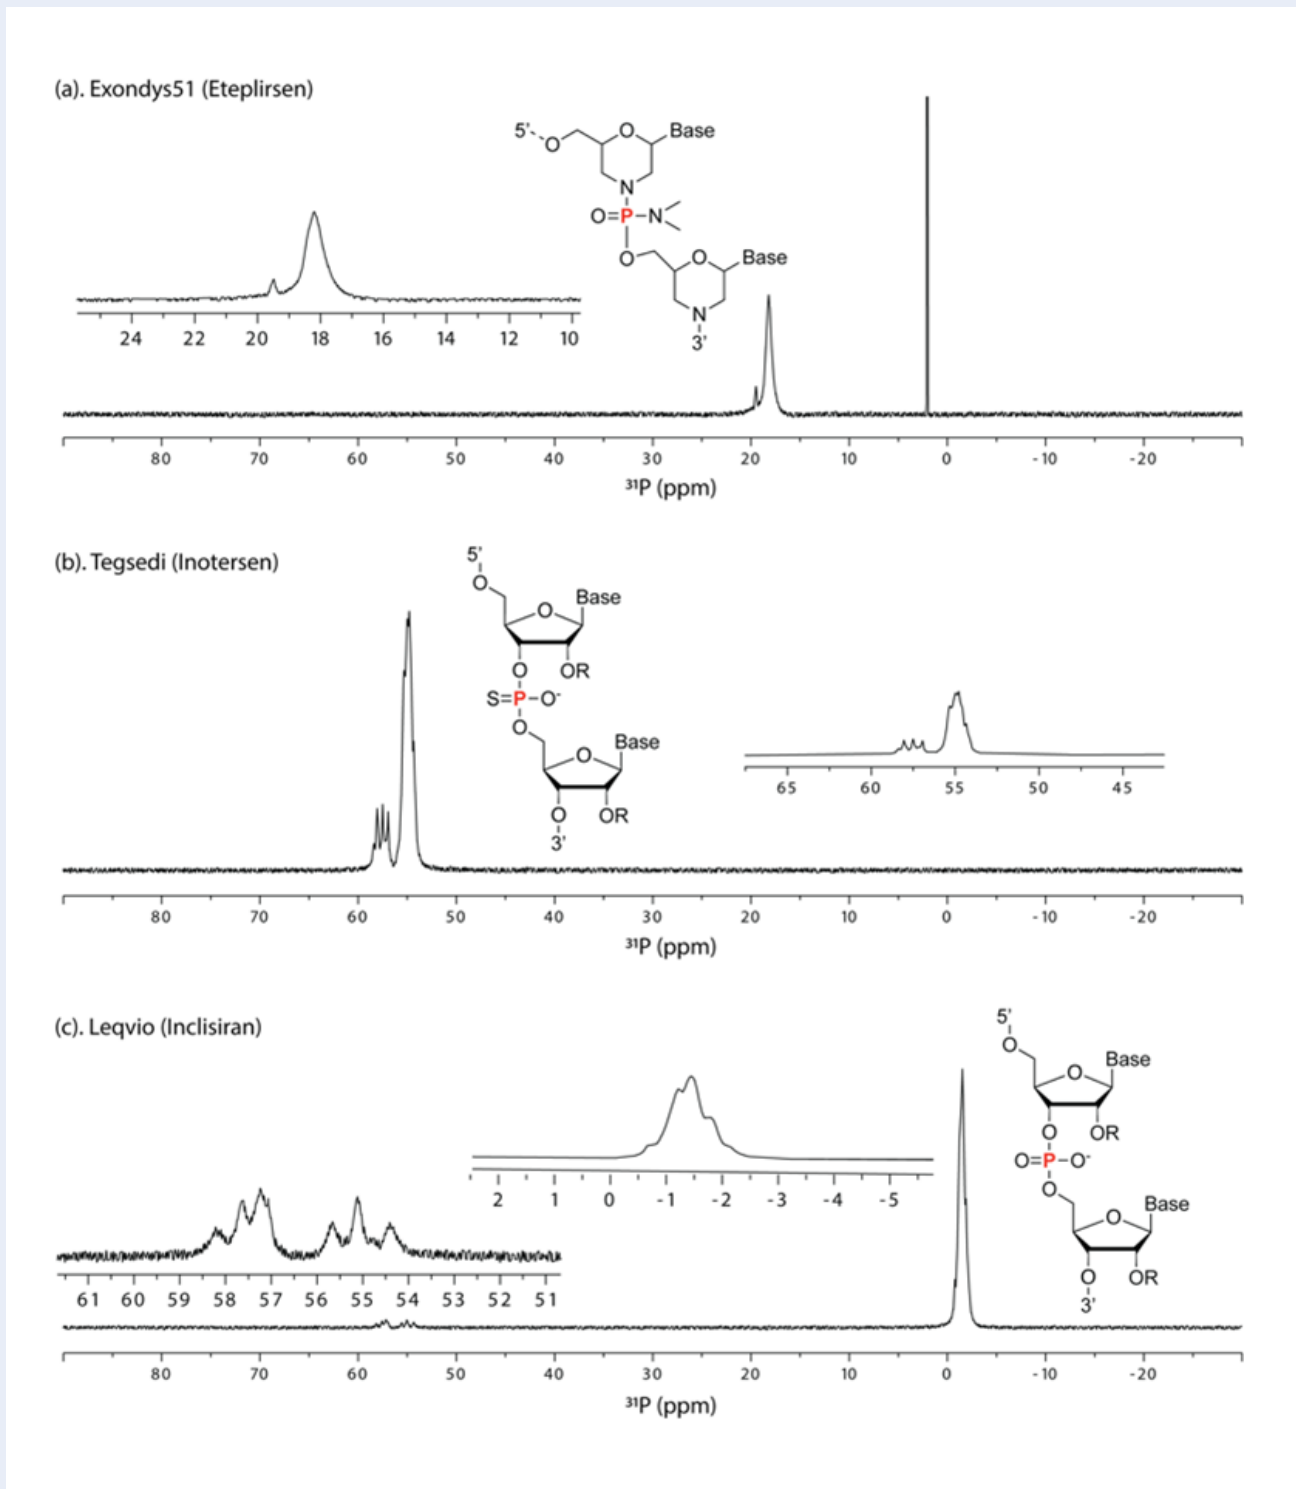 (a). Exondys51 (Eteplirsen)
5'
O
O
Base
N
O=P-N
O
O
Base
N
3'
24 22 20 18 16 14 12 10
80 70 60 50 40 30 20 10 0 -10 -20
³¹P (ppm)
(b). Tegsedi (Inotersen)
5'
O
Base
O
O
OR
S=P-O⁻
O
Base
O
O
OR
3'
65 60 55 50 45
80 70 60 50 40 30 20 10 0 -10 -20
³¹P (ppm)
(c). Leqvio (Inclisiran)
5'
O
Base
O
O
OR
O=P-O⁻
O
Base
O
O
OR
3'
2 1 0 -1 -2 -3 -4 -5
61 60 59 58 57 56 55 54 53 52 51
80 70 60 50 40 30 20 10 0 -10 -20
³¹P (ppm)